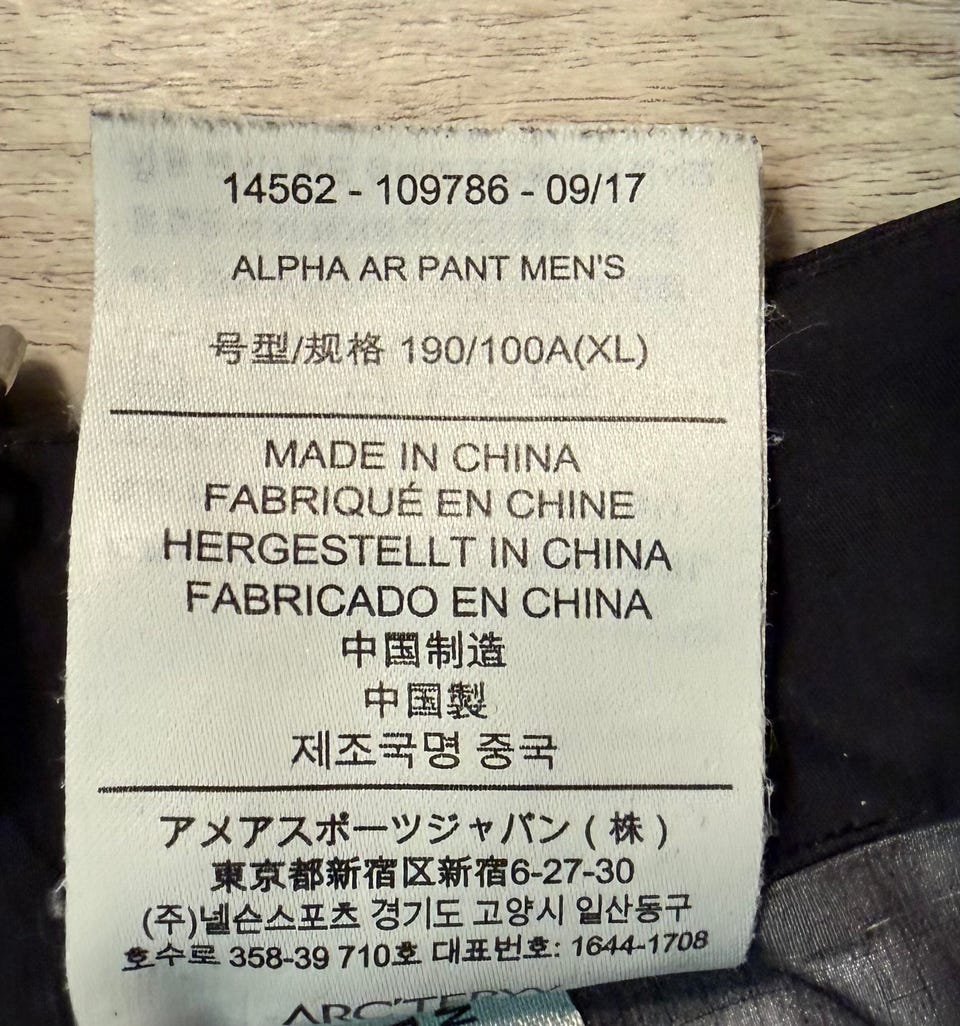 14562 - 109786 - 09/17
ALPHA AR PANT MEN'S
号型/规格 190/100A(XL)
MADE IN CHINA
FABRIQUÉ EN CHINE
HERGESTELLT IN CHINA
FABRICADO EN CHINA
中国制造
中国製
제조국명 중국
アメアスポーツジャパン ( 株 )
東京都新宿区新宿6-27-30
(주)넬슨스포츠 경기도 고양시 일산동구
호수로 358-39 710호 대표번호: 1644-1708
ARC'TERYX